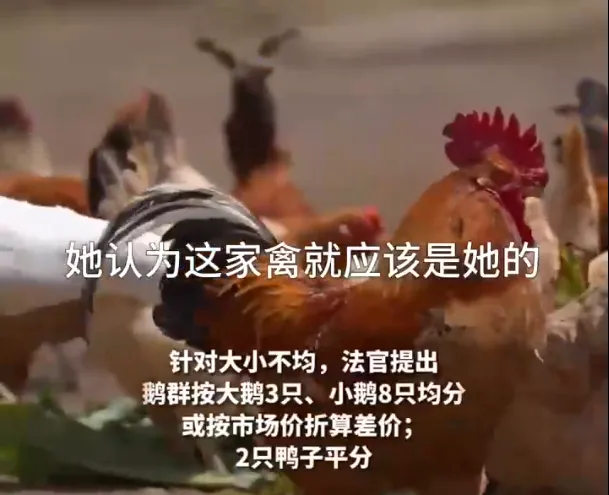 她认为这家禽就应该是她的
针对大小不均，法官提出
鹅群按大鹅3只、小鹅8只均分
或按市场价折算差价；
2只鸭子平分